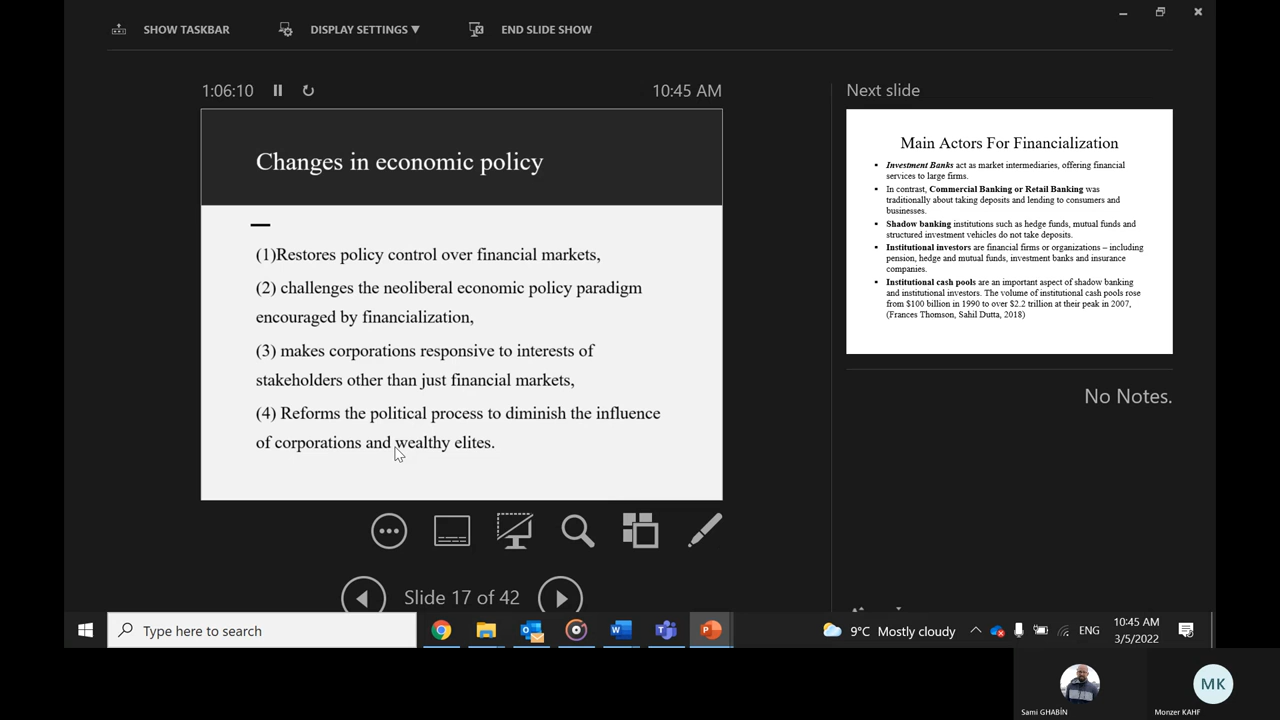 SHOW TASKBAR
DISPLAY SETTINGS ▼
END SLIDE SHOW
1:06:10
10:45 AM
Changes in economic policy
(1)Restores policy control over financial markets,
(2) challenges the neoliberal economic policy paradigm
encouraged by financialization,
(3) makes corporations responsive to interests of
stakeholders other than just financial markets,
(4) Reforms the political process to diminish the influence
of corporations and wealthy elites.
Slide 17 of 42
Next slide
Main Actors For Financialization
▪ Investment Banks act as market intermediaries, offering financial
services to large firms.
▪ In contrast, Commercial Banking or Retail Banking was
traditionally about taking deposits and lending to consumers and
businesses.
▪ Shadow banking institutions such as hedge funds, mutual funds and
structured investment vehicles do not take deposits.
▪ Institutional investors are financial firms or organizations – including
pension, hedge and mutual funds, investment banks and insurance
companies.
▪ Institutional cash pools are an important aspect of shadow banking
and institutional investors. The volume of institutional cash pools rose
from $100 billion in 1990 to over $2.2 trillion at their peak in 2007,
(Frances Thomson, Sahil Dutta, 2018)
No Notes.
Type here to search
9°C Mostly cloudy
ENG
10:45 AM
3/5/2022
Sami GHABİN
MK
Monzer KAHF